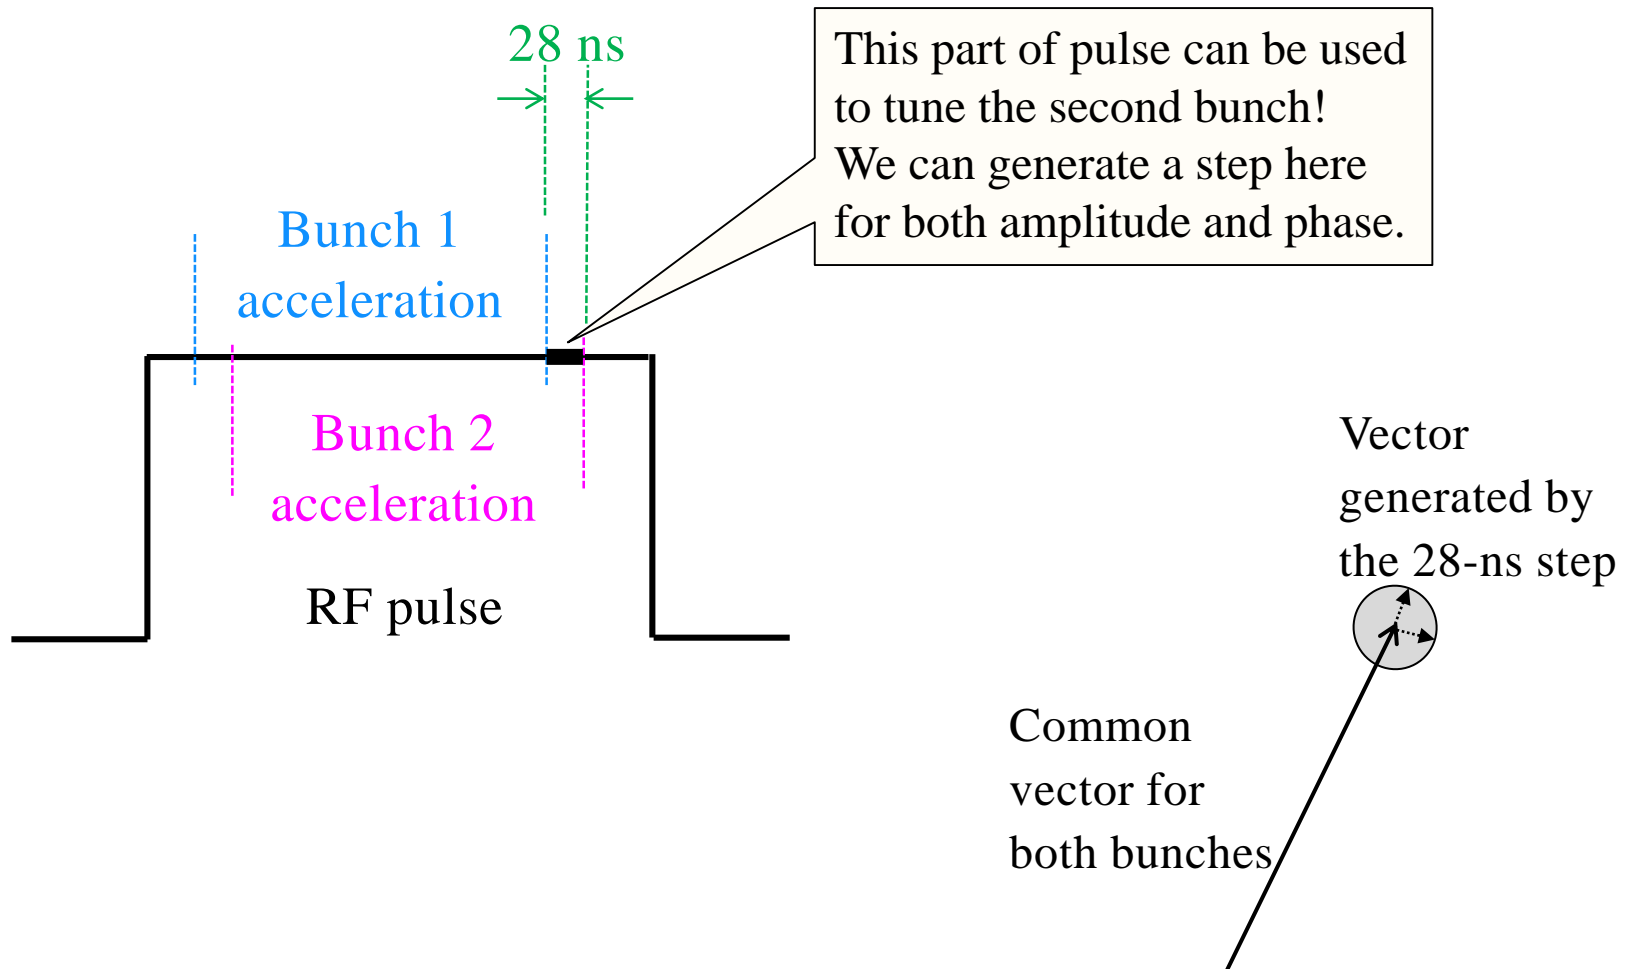 28 ns
This part of pulse can be used
to tune the second bunch!
We can generate a step here
for both amplitude and phase.
Bunch 1
acceleration
Bunch 2
acceleration
RF pulse
Vector
generated by
the 28-ns step
Common
vector for
both bunches